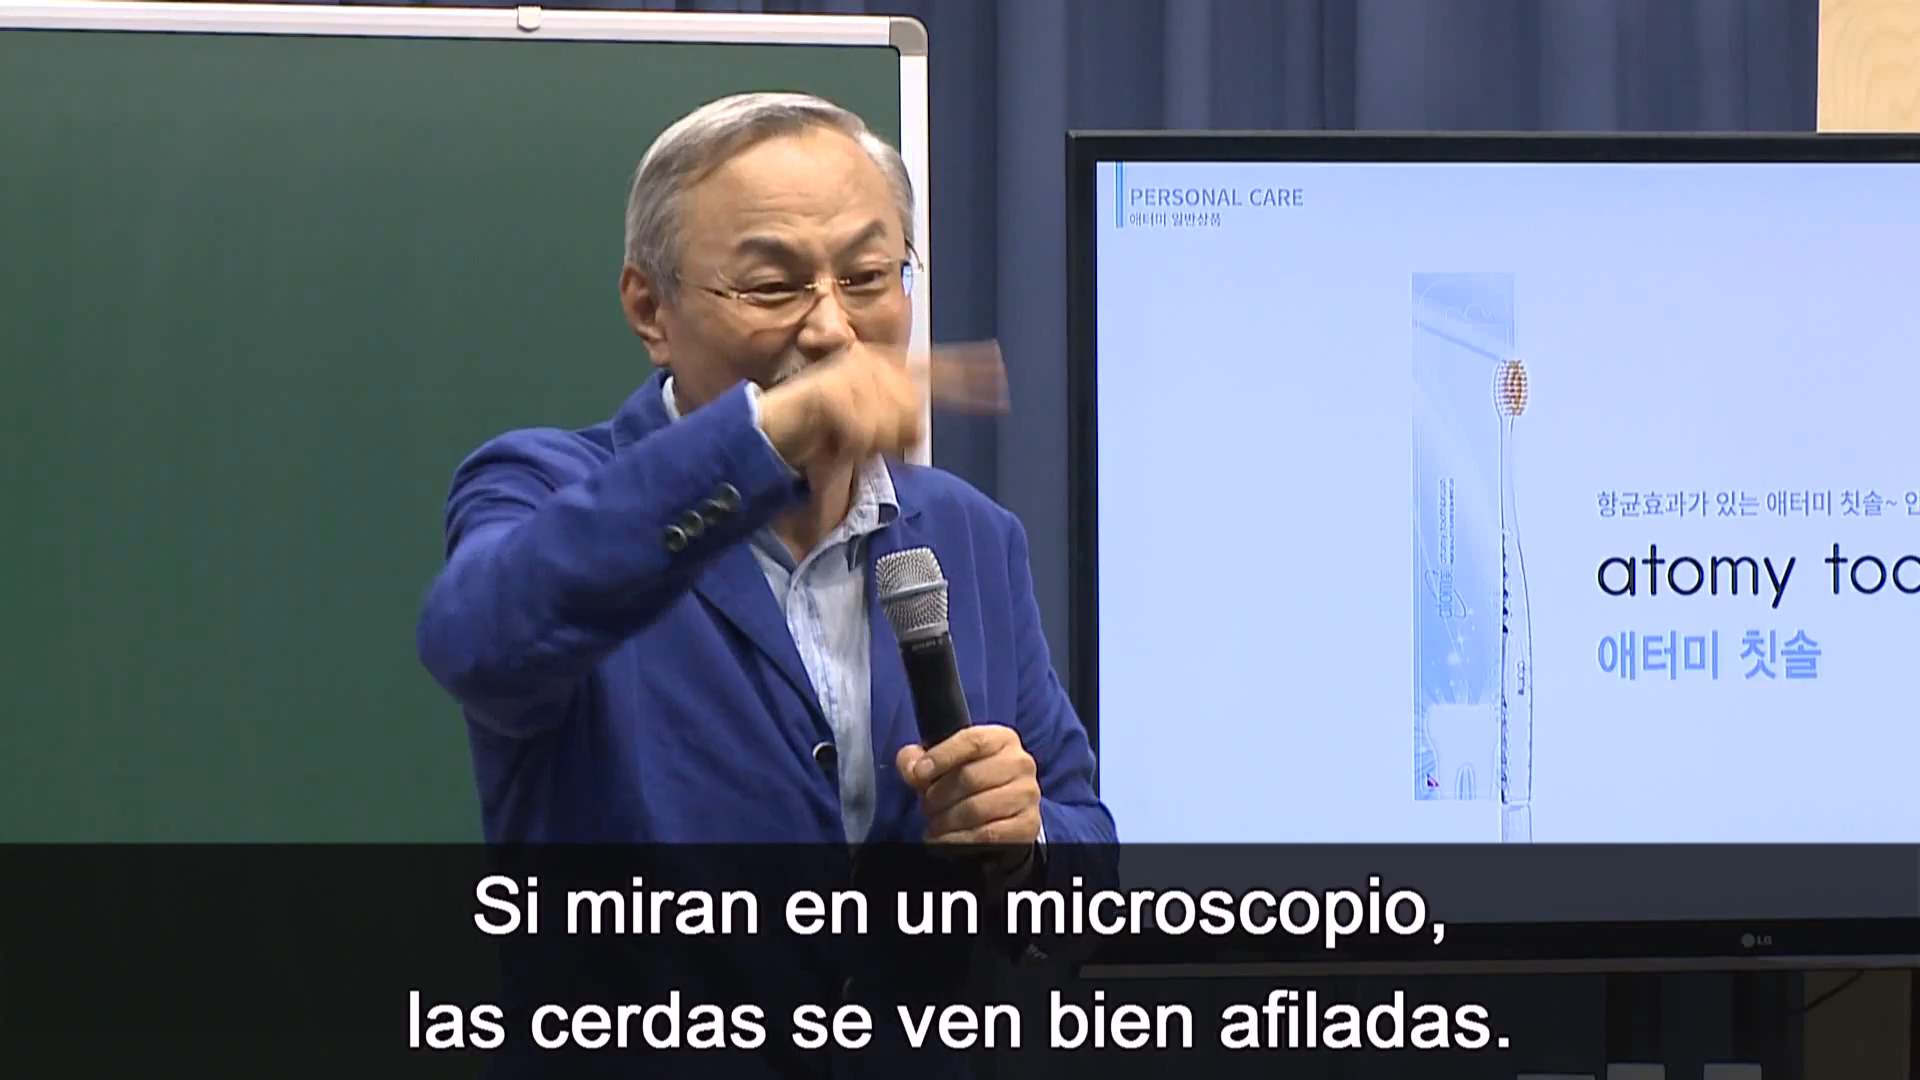 PERSONAL CARE
애터미 일반상품
항균효과가 있는 애터미 칫솔~
atomy
애터미 칫솔
LG
Si miran en un microscopio,
las cerdas se ven bien afiladas.